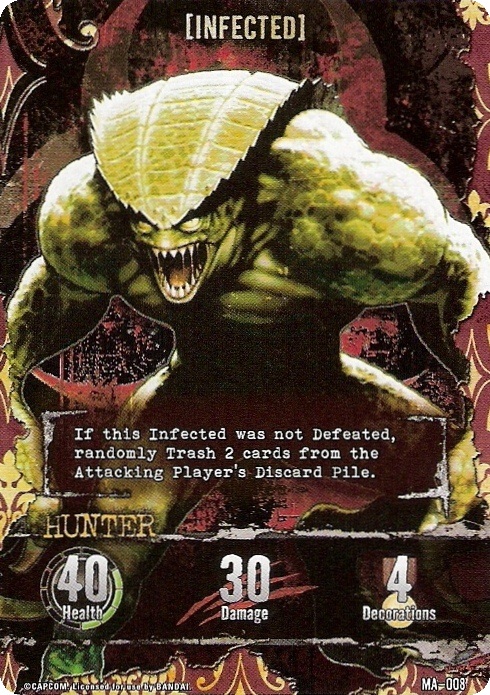 [INFECTED]
If this Infected was not Defeated,
randomly Trash 2 cards from the
Attacking Player's Discard Pile.
HUNTER
40
Health
30
Damage
4
Decorations
©CAPCOM. Licensed for use by BANDAI.
MA-008